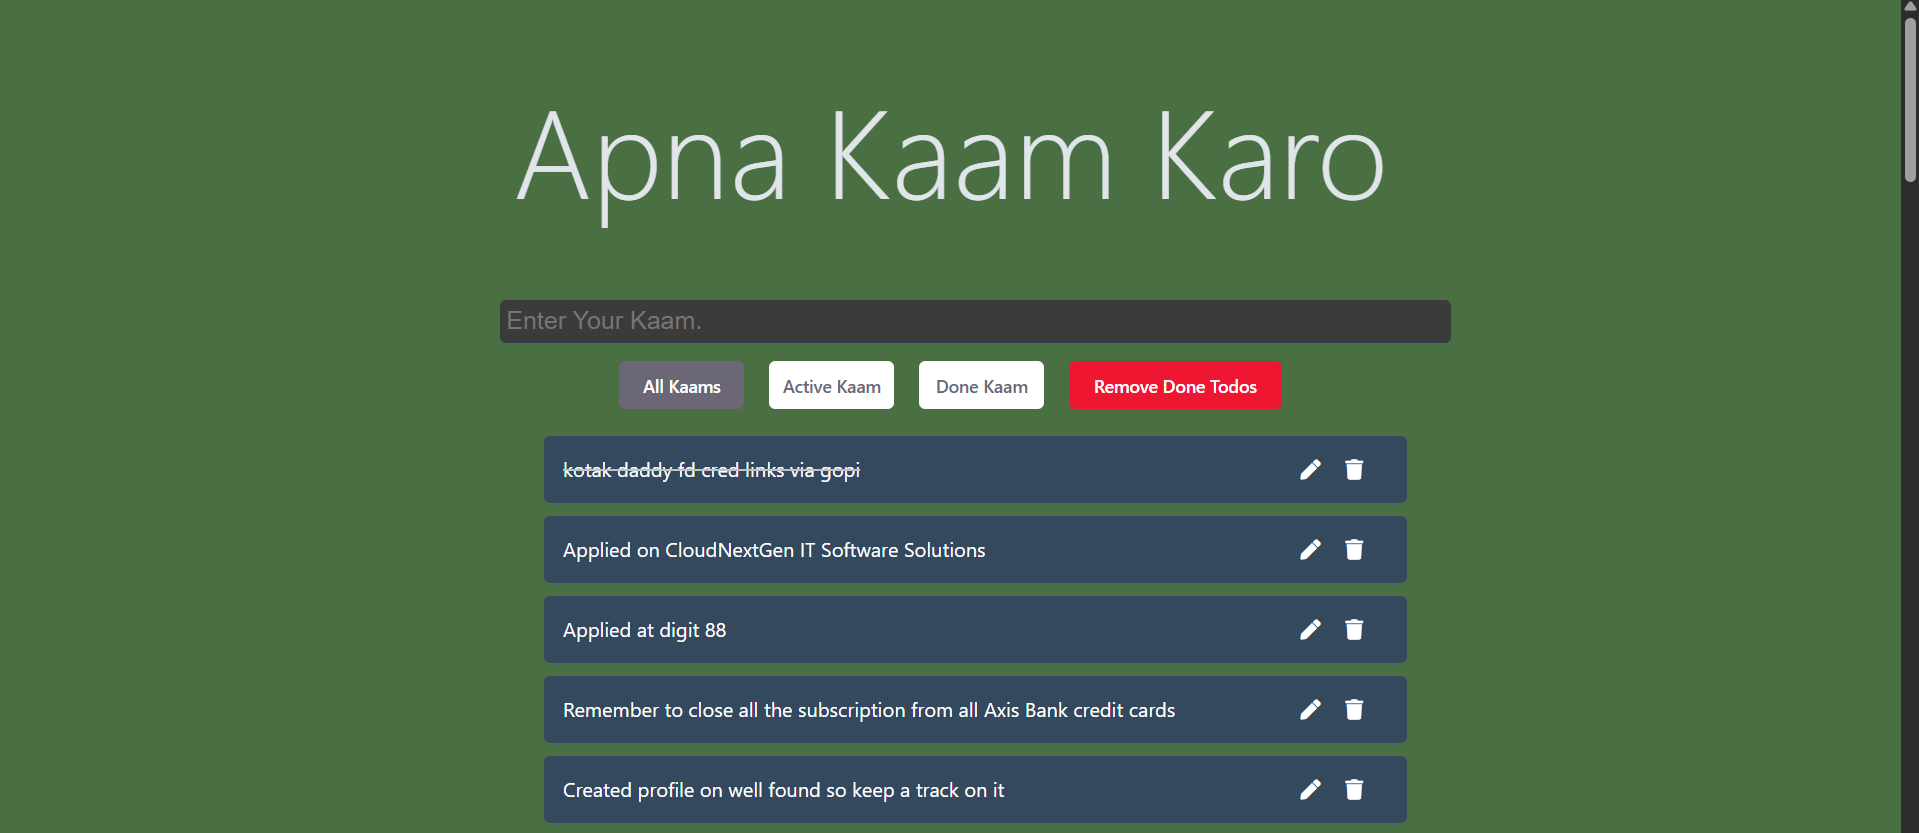 Apna Kaam Karo
Enter Your Kaam.
All Kaams
Active Kaam
Done Kaam
Remove Done Todos
kotak daddy fd cred links via gopi
Applied on CloudNextGen IT Software Solutions
Applied at digit 88
Remember to close all the subscription from all Axis Bank credit cards
Created profile on well found so keep a track on it